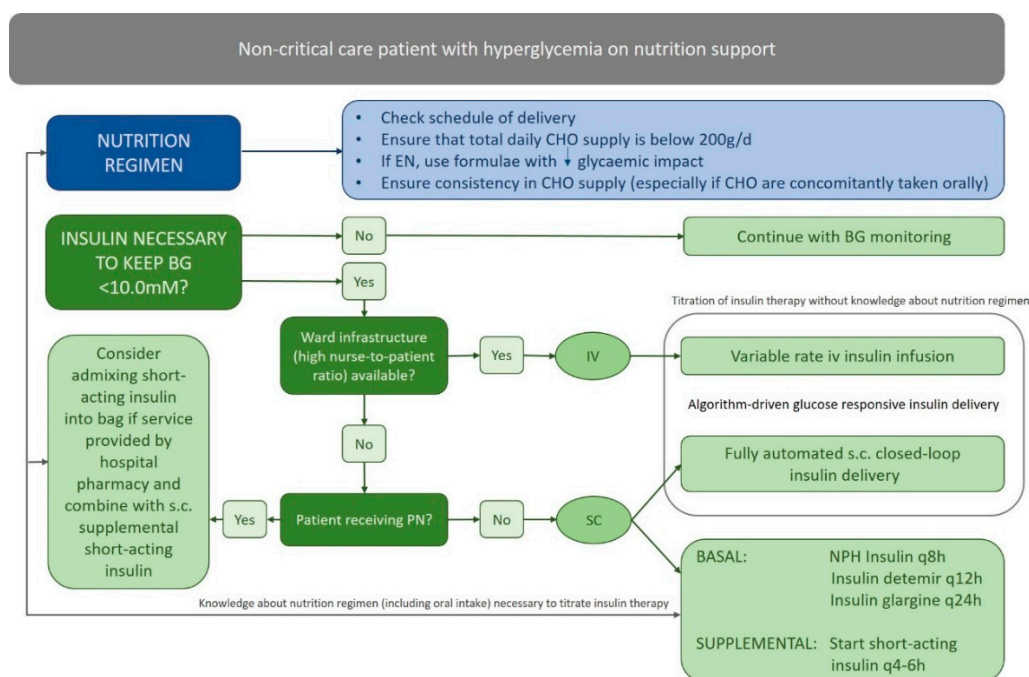 Non-critical care patient with hyperglycemia on nutrition support
NUTRITION
REGIMEN
• Check schedule of delivery
• Ensure that total daily CHO supply is below 200g/d
• If EN, use formulae with ↓ glycaemic impact
• Ensure consistency in CHO supply (especially if CHO are concomitantly taken orally)
INSULIN NECESSARY
TO KEEP BG
<10.0mM?
No
Continue with BG monitoring
Yes
Titration of insulin therapy without knowledge about nutrition regimen
Ward infrastructure
(high nurse-to-patient
ratio) available?
Yes
IV
Variable rate iv insulin infusion
Algorithm-driven glucose responsive insulin delivery
No
Fully automated s.c. closed-loop
insulin delivery
Patient receiving PN?
No
SC
Yes
Consider
admixing short-
acting insulin
into bag if service
provided by
hospital
pharmacy and
combine with s.c.
supplemental
short-acting
insulin
BASAL: NPH Insulin q8h
Insulin detemir q12h
Insulin glargine q24h
SUPPLEMENTAL: Start short-acting
insulin q4-6h
Knowledge about nutrition regimen (including oral intake) necessary to titrate insulin therapy